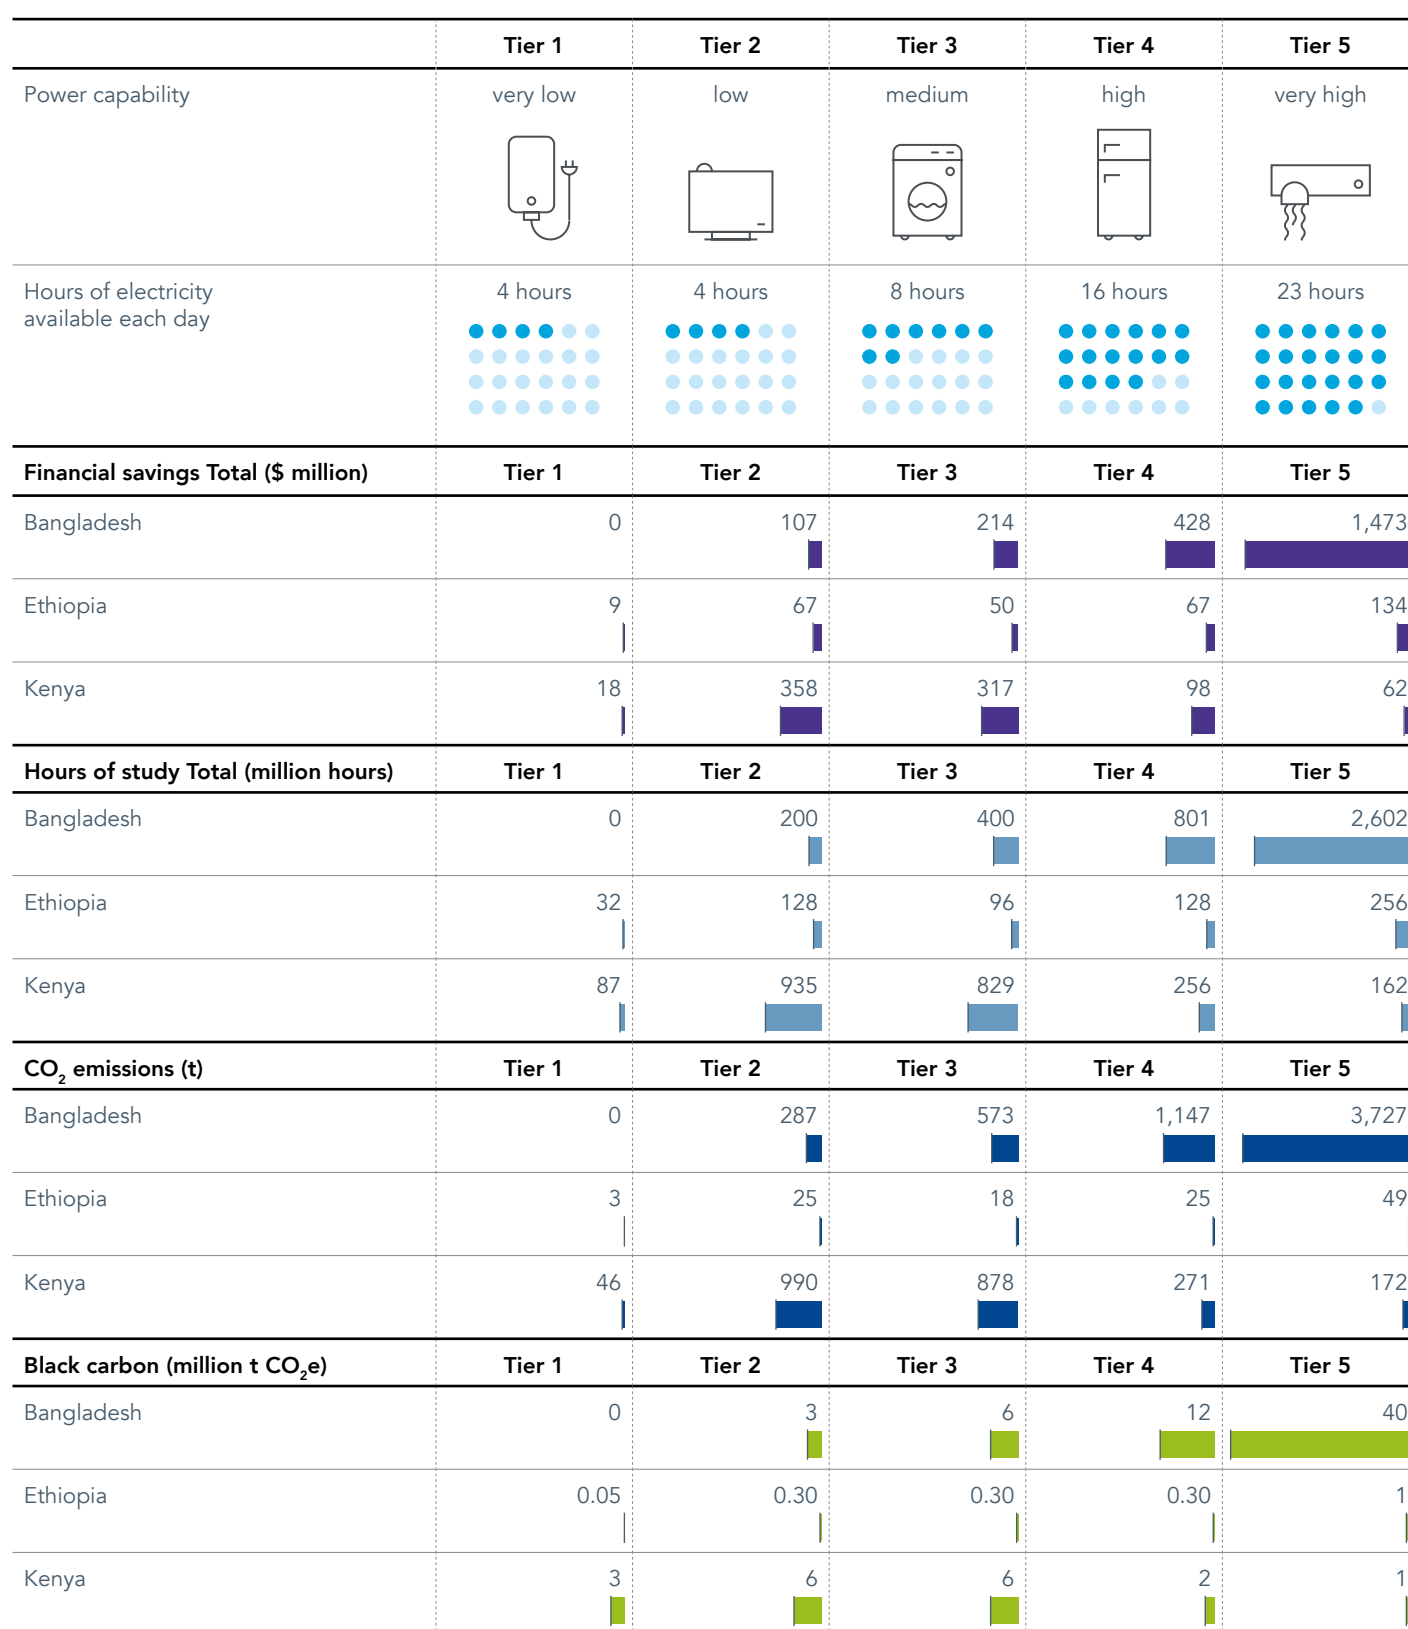 Tier 1 Tier 2 Tier 3 Tier 4 Tier 5
Power capability very low low medium high very high
Hours of electricity 4 hours 4 hours 8 hours 16 hours 23 hours
available each day
Financial savings Total ($ million) Tier 1 Tier 2 Tier 3 Tier 4 Tier 5
Bangladesh 0 107 214 428 1,473
Ethiopia 9 67 50 67 134
Kenya 18 358 317 98 62
Hours of study Total (million hours) Tier 1 Tier 2 Tier 3 Tier 4 Tier 5
Bangladesh 0 200 400 801 2,602
Ethiopia 32 128 96 128 256
Kenya 87 935 829 256 162
CO₂ emissions (t) Tier 1 Tier 2 Tier 3 Tier 4 Tier 5
Bangladesh 0 287 573 1,147 3,727
Ethiopia 3 25 18 25 49
Kenya 46 990 878 271 172
Black carbon (million t CO₂e) Tier 1 Tier 2 Tier 3 Tier 4 Tier 5
Bangladesh 0 3 6 12 40
Ethiopia 0.05 0.30 0.30 0.30 1
Kenya 3 6 6 2 1